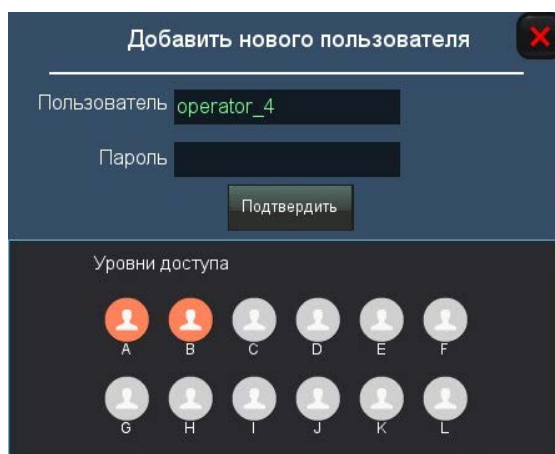 Добавить нового пользователя
Пользователь operator_4
Пароль
Подтвердить
Уровни доступа
A B C D E F
G H I J K L